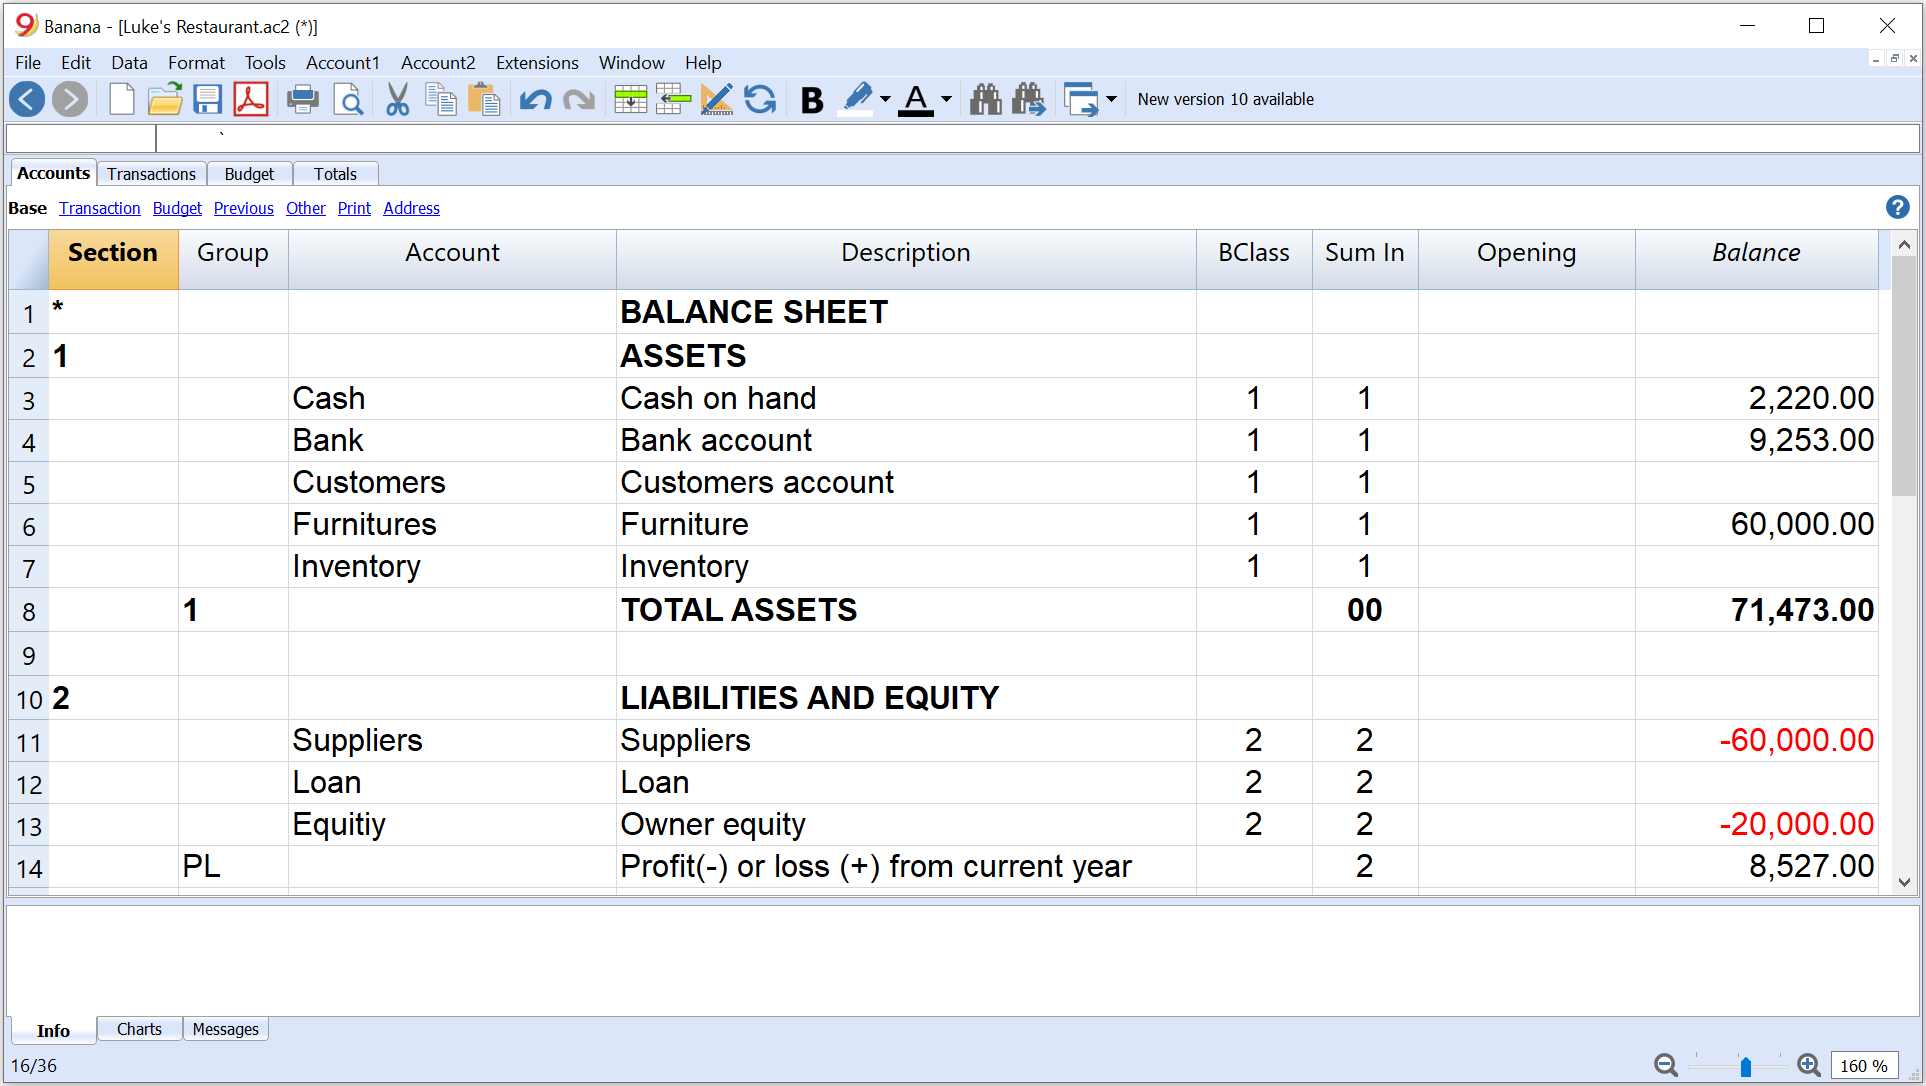 Banana - [Luke's Restaurant.ac2 (*)]
File Edit Data Format Tools Account1 Account2 Extensions Window Help
B A New version 10 available
`
Accounts Transactions Budget Totals
Base Transaction Budget Previous Other Print Address ?
Section Group Account Description BClass Sum In Opening Balance
1 * BALANCE SHEET
2 1 ASSETS
3 Cash Cash on hand 1 1 2,220.00
4 Bank Bank account 1 1 9,253.00
5 Customers Customers account 1 1
6 Furnitures Furniture 1 1 60,000.00
7 Inventory Inventory 1 1
8 1 TOTAL ASSETS 00 71,473.00
9
10 2 LIABILITIES AND EQUITY
11 Suppliers Suppliers 2 2 -60,000.00
12 Loan Loan 2 2
13 Equitiy Owner equity 2 2 -20,000.00
14 PL Profit(-) or loss (+) from current year 2 8,527.00
Info Charts Messages
16/36 160 %